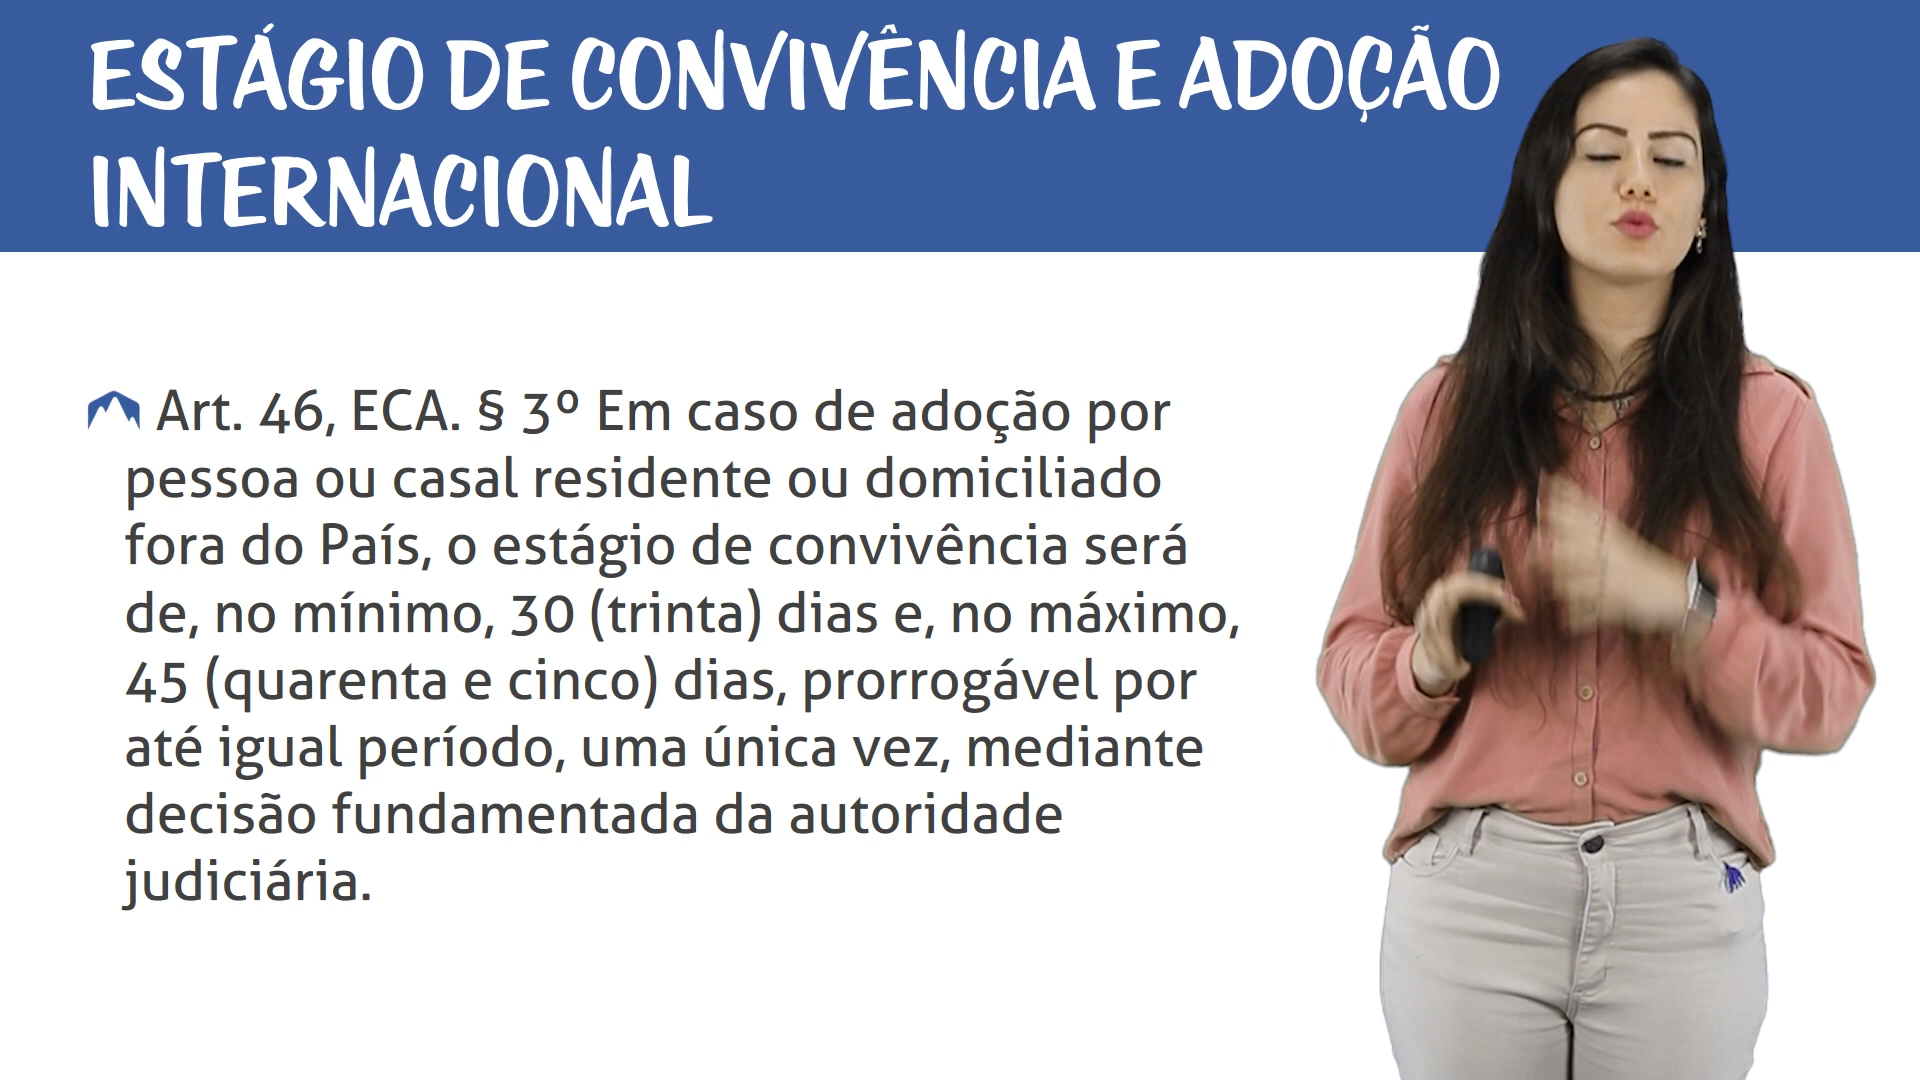 ESTÁGIO DE CONVIVÊNCIA E ADOÇÃO
INTERNACIONAL
Art. 46, ECA. § 3º Em caso de adoção por
pessoa ou casal residente ou domiciliado
fora do País, o estágio de convivência será
de, no mínimo, 30 (trinta) dias e, no máximo,
45 (quarenta e cinco) dias, prorrogável por
até igual período, uma única vez, mediante
decisão fundamentada da autoridade
judiciária.